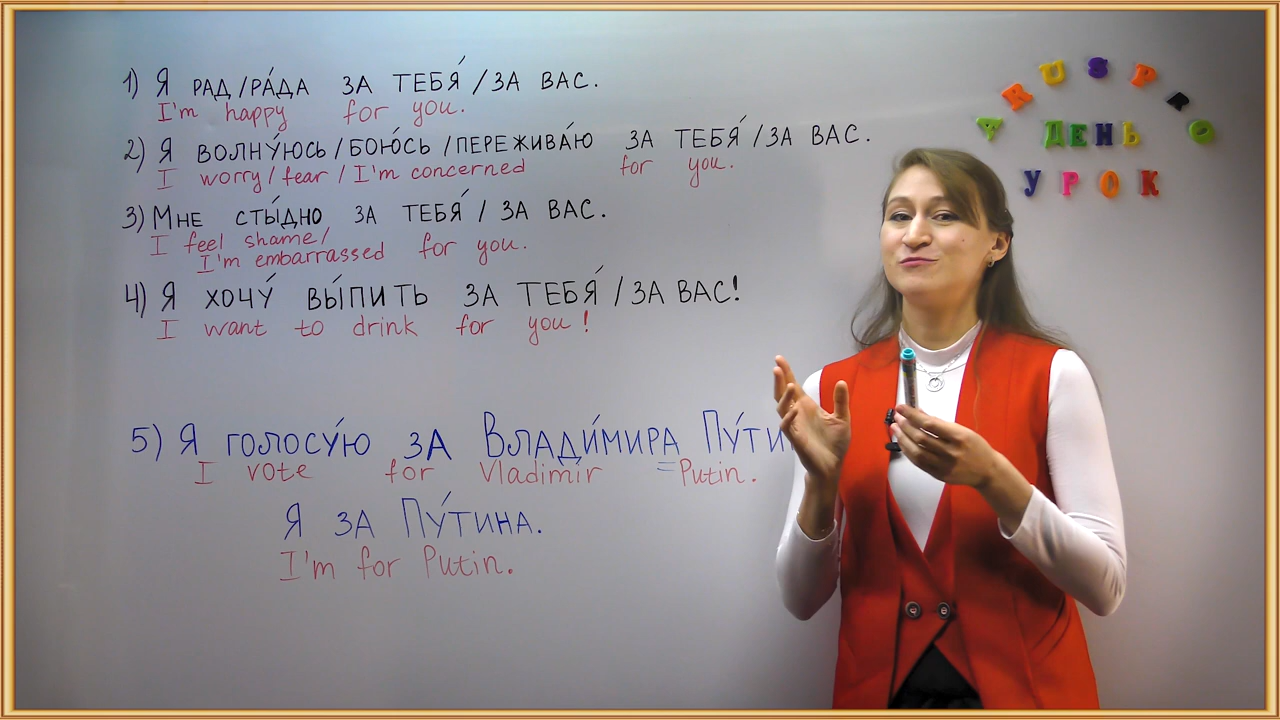 1) Я РАД/РА́ДА ЗА ТЕБЯ́/ЗА ВАС.
I'm happy for you.
2) Я ВОЛНУ́ЮСЬ/БОЮ́СЬ/ПЕРЕЖИВА́Ю ЗА ТЕБЯ́/ЗА ВАС.
I worry/fear/I'm concerned for you.
3) МНЕ СТЫ́ДНО ЗА ТЕБЯ́/ЗА ВАС.
I feel shame/
I'm embarrassed for you.
4) Я ХОЧУ́ ВЫ́ПИТЬ ЗА ТЕБЯ́/ЗА ВАС!
I want to drink for you!
5) Я ГОЛОСУ́Ю ЗА ВЛАДИ́МИРА
I vote for Vladimir Putin.
Я ЗА ПУ́ТИНА.
I'm for Putin.
RUSPRO
ДЕНЬ
УРОК